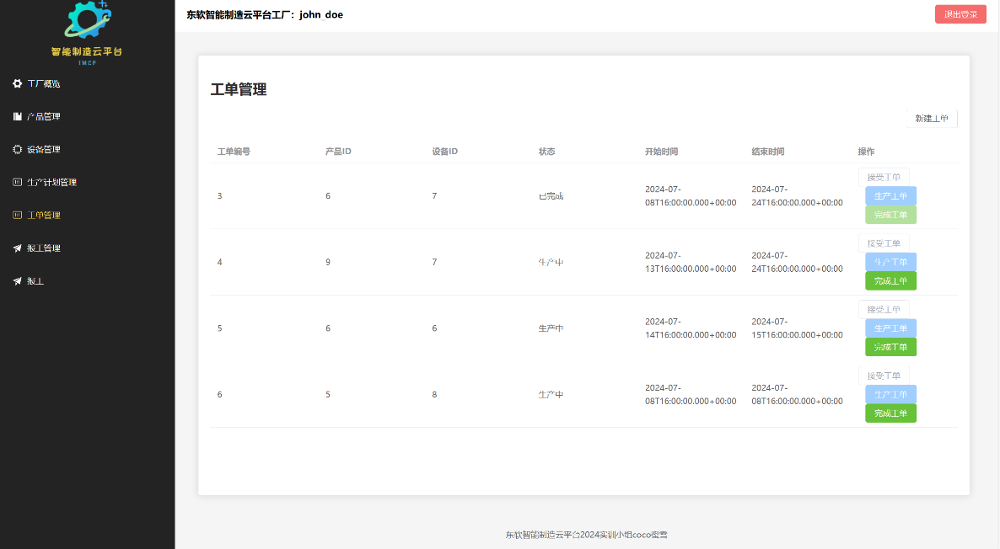 智能制造云平台
IMCP
工厂概览
产品管理
设备管理
生产计划管理
工单管理
报工管理
报工
东软智能制造云平台工厂：john_doe
退出登录
工单管理
新建工单
工单编号 产品ID 设备ID 状态 开始时间 结束时间 操作
3 6 7 已完成 2024-07-08T16:00:00.000+00:00 2024-07-24T16:00:00.000+00:00 接受工单
生产工单
完成工单
4 9 7 生产中 2024-07-13T16:00:00.000+00:00 2024-07-24T16:00:00.000+00:00 接受工单
生产工单
完成工单
5 6 6 生产中 2024-07-14T16:00:00.000+00:00 2024-07-15T16:00:00.000+00:00 接受工单
生产工单
完成工单
6 5 8 生产中 2024-07-08T16:00:00.000+00:00 2024-07-08T16:00:00.000+00:00 接受工单
生产工单
完成工单
东软智能制造云平台2024实训小组coco蜜雪